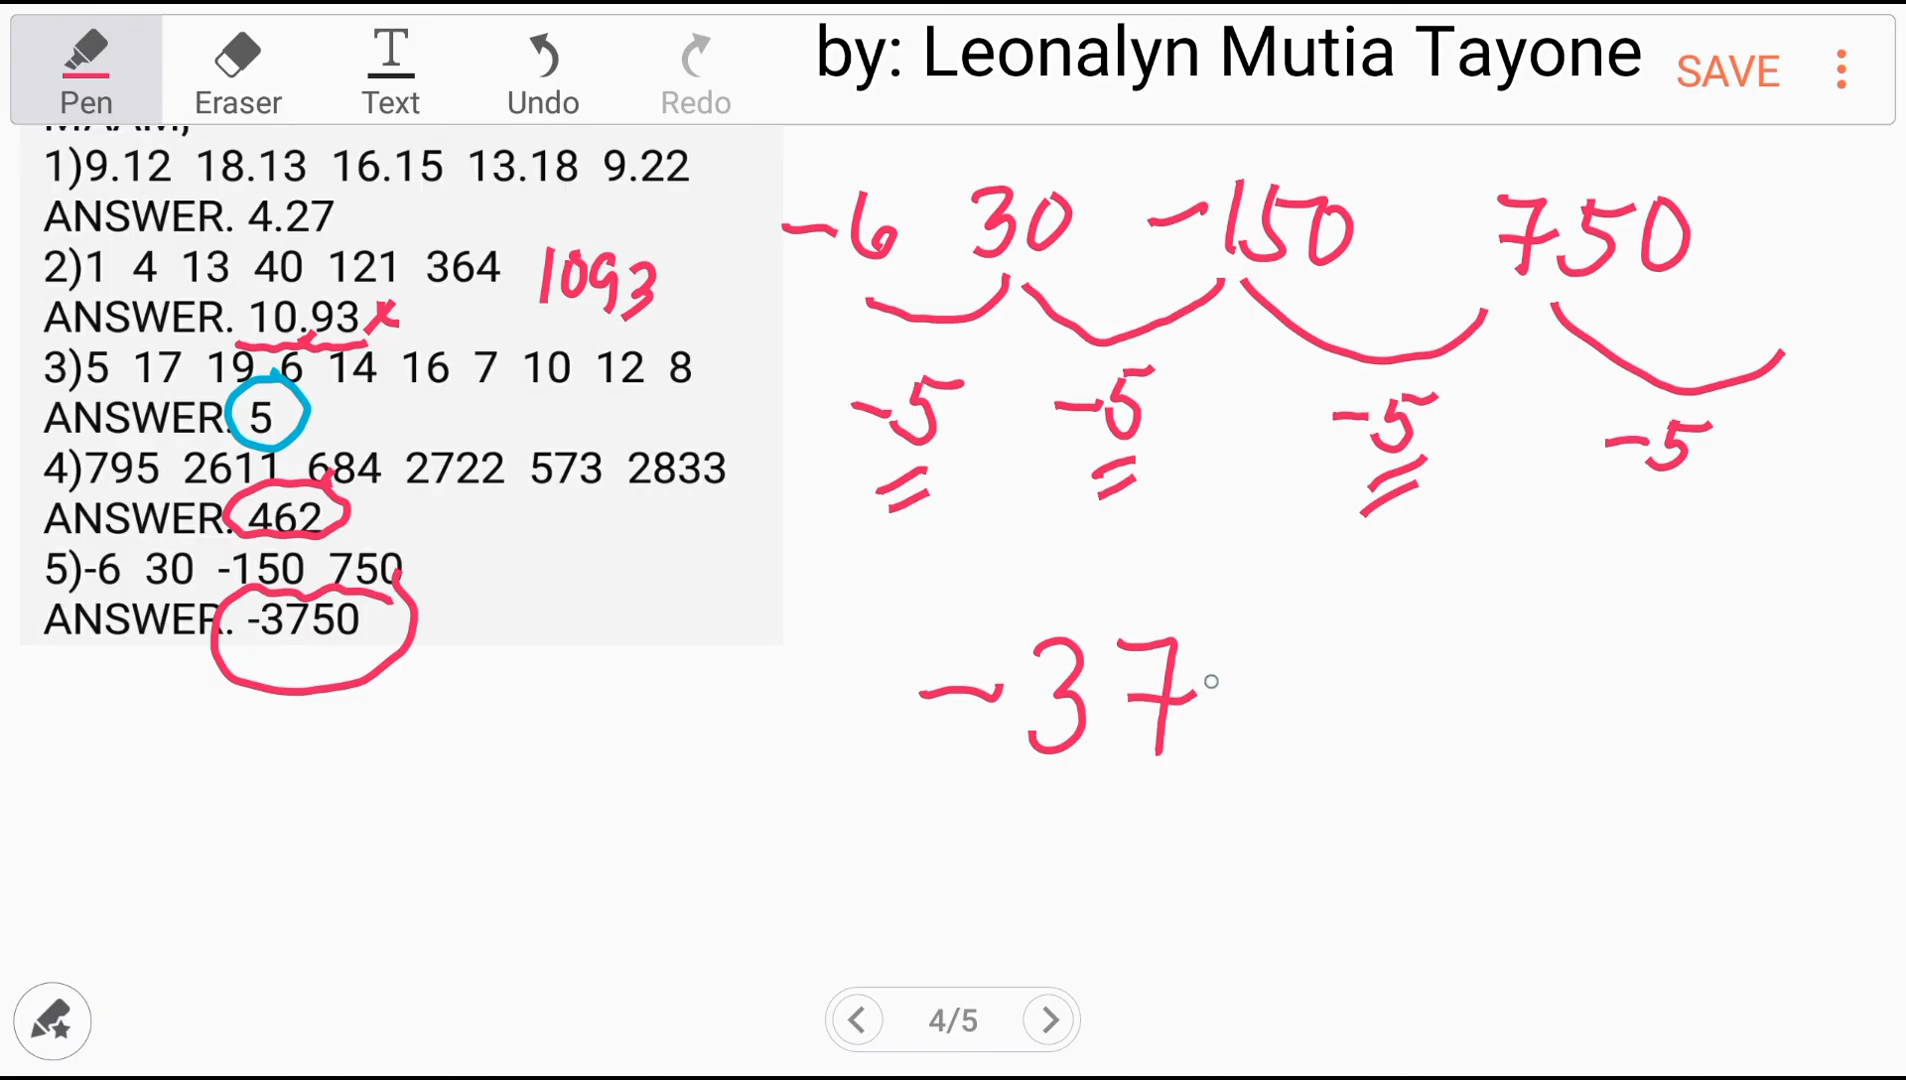 Pen
Eraser
Text
Undo
Redo
by: Leonalyn Mutia Tayone
SAVE
1)9.12 18.13 16.15 13.18 9.22
ANSWER. 4.27
2)1 4 13 40 121 364 1093
ANSWER. 10.93 x
3)5 17 19 6 14 16 7 10 12 8
ANSWER. 5
4)795 2611 684 2722 573 2833
ANSWER. 462
5)-6 30 -150 750
ANSWER. -3750
-6 30 -150 750
-5 -5 -5 -5
-37
4/5